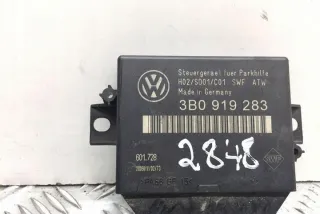 Steuergeraet fuer Parkhilfe
H02/S001/C01 SWF ATW
Made in Germany
3B0 919 283
601.728
2848